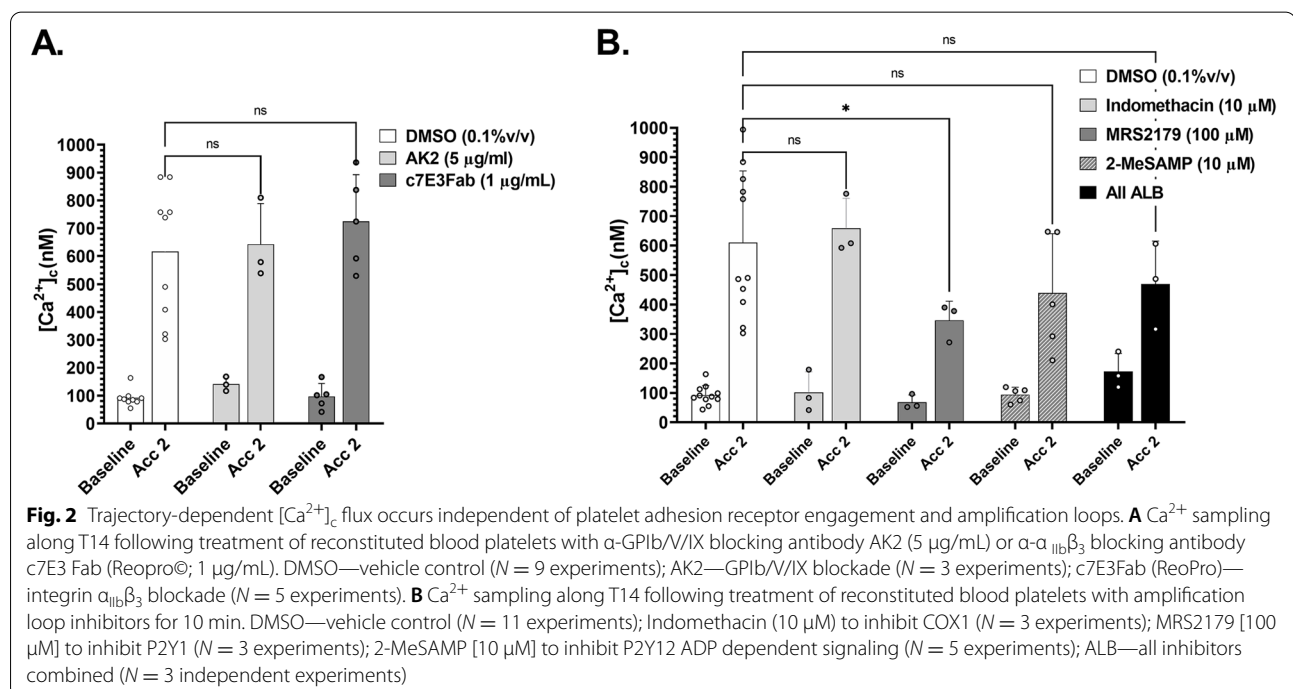 A.
ns
ns
DMSO (0.1%v/v)
AK2 (5 µg/ml)
c7E3Fab (1 µg/mL)
[Ca²⁺]c(nM)
1000
900
800
700
600
500
400
300
200
100
0
Baseline
Acc 2
Baseline
Acc 2
Baseline
Acc 2
B.
ns
ns
*
ns
DMSO (0.1%v/v)
Indomethacin (10 µM)
MRS2179 (100 µM)
2-MeSAMP (10 µM)
All ALB
[Ca²⁺]c(nM)
1000
900
800
700
600
500
400
300
200
100
0
Baseline
Acc 2
Baseline
Acc 2
Baseline
Acc 2
Baseline
Acc 2
Baseline
Acc 2
Fig. 2 Trajectory-dependent [Ca²⁺]c flux occurs independent of platelet adhesion receptor engagement and amplification loops. A Ca²⁺ sampling
along T14 following treatment of reconstituted blood platelets with α-GPIb/V/IX blocking antibody AK2 (5 µg/mL) or α-α IIbβ3 blocking antibody
c7E3 Fab (Reopro©; 1 µg/mL). DMSO—vehicle control (N = 9 experiments); AK2—GPIb/V/IX blockade (N = 3 experiments); c7E3Fab (ReoPro)—
integrin αIIbβ3 blockade (N = 5 experiments). B Ca²⁺ sampling along T14 following treatment of reconstituted blood platelets with amplification
loop inhibitors for 10 min. DMSO—vehicle control (N = 11 experiments); Indomethacin (10 µM) to inhibit COX1 (N = 3 experiments); MRS2179 [100
µM] to inhibit P2Y1 (N = 3 experiments); 2-MeSAMP [10 µM] to inhibit P2Y12 ADP dependent signaling (N = 5 experiments); ALB—all inhibitors
combined (N = 3 independent experiments)